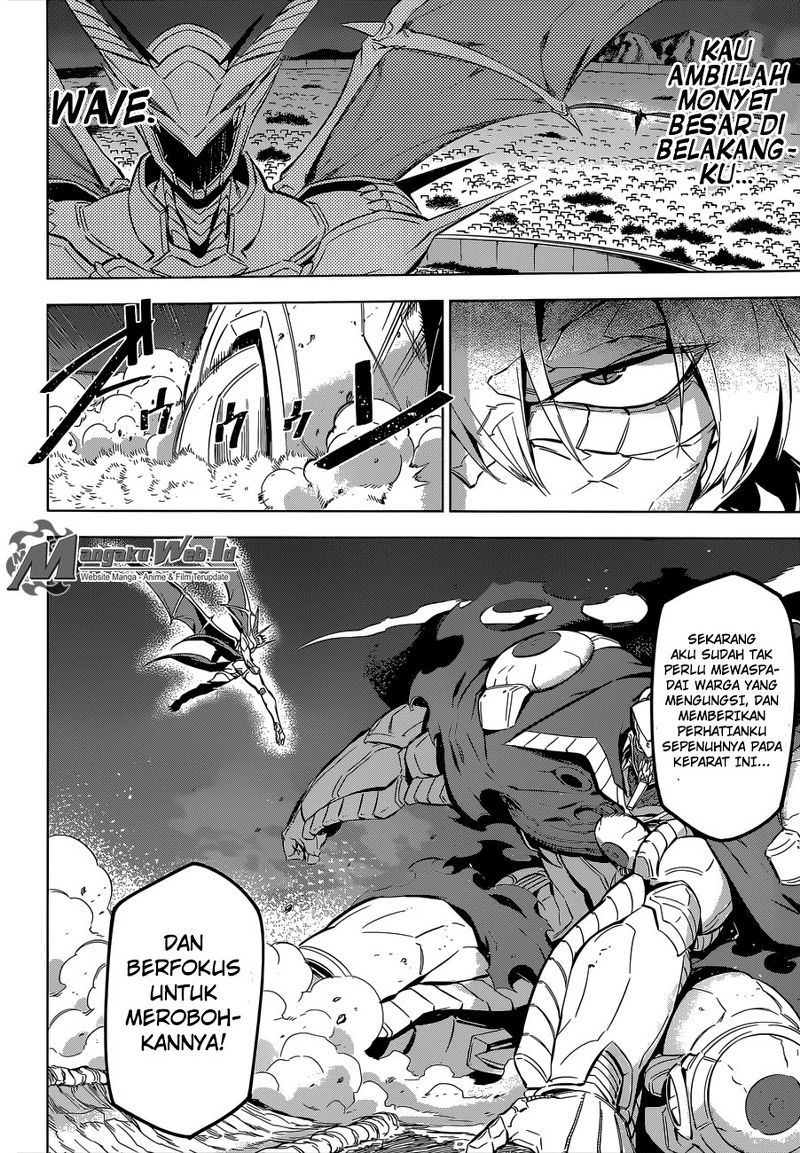 WAVE.
KAU
AMBILLAH
MONYET
BESAR DI
BELAKANG-
KU...
Mangaku.Web.Id
Website Manga - Anime & Film Terupdate
SEKARANG
AKU SUDAH TAK
PERLU MEWASPA-
DAI WARGA YANG
MENGUNGSI, DAN
MEMBERIKAN
PERHATIANKU
SEPENUHNYA PADA
KEPARAT INI...
DAN
BERFOKUS
UNTUK
MEROBOH-
KANNYA!